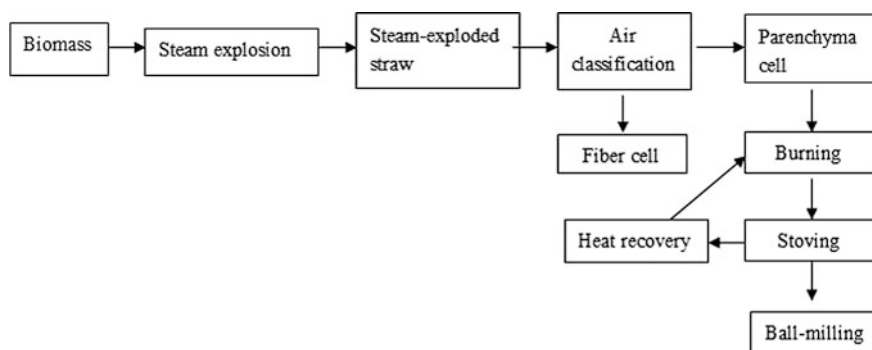 Biomass
Steam explosion
Steam-exploded
straw
Air
classification
Parenchyma
cell
Fiber cell
Burning
Heat recovery
Stoving
Ball-milling